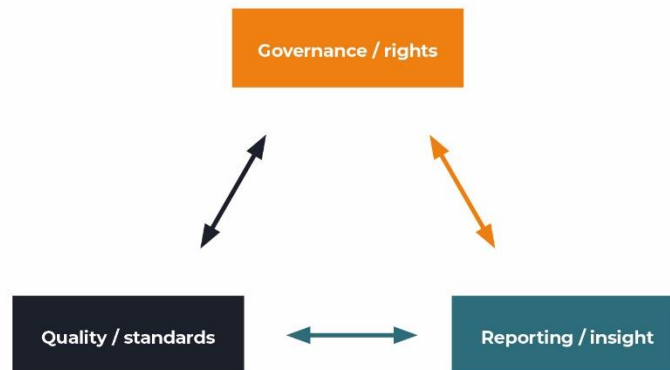 Governance / rights
Quality / standards
Reporting / insight